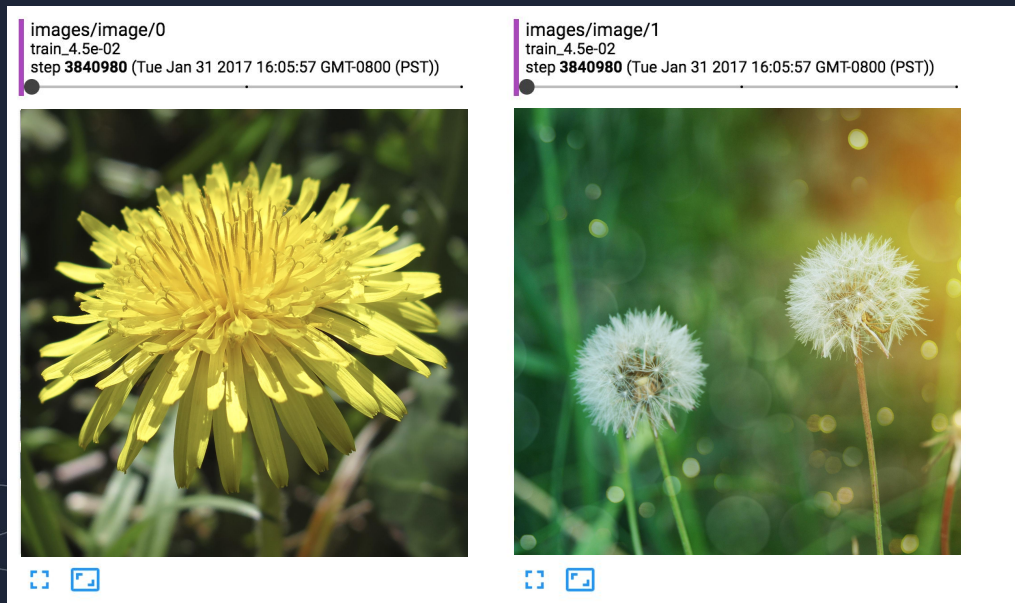 images/image/0
train_4.5e-02
step 3840980 (Tue Jan 31 2017 16:05:57 GMT-0800 (PST))
images/image/1
train_4.5e-02
step 3840980 (Tue Jan 31 2017 16:05:57 GMT-0800 (PST))